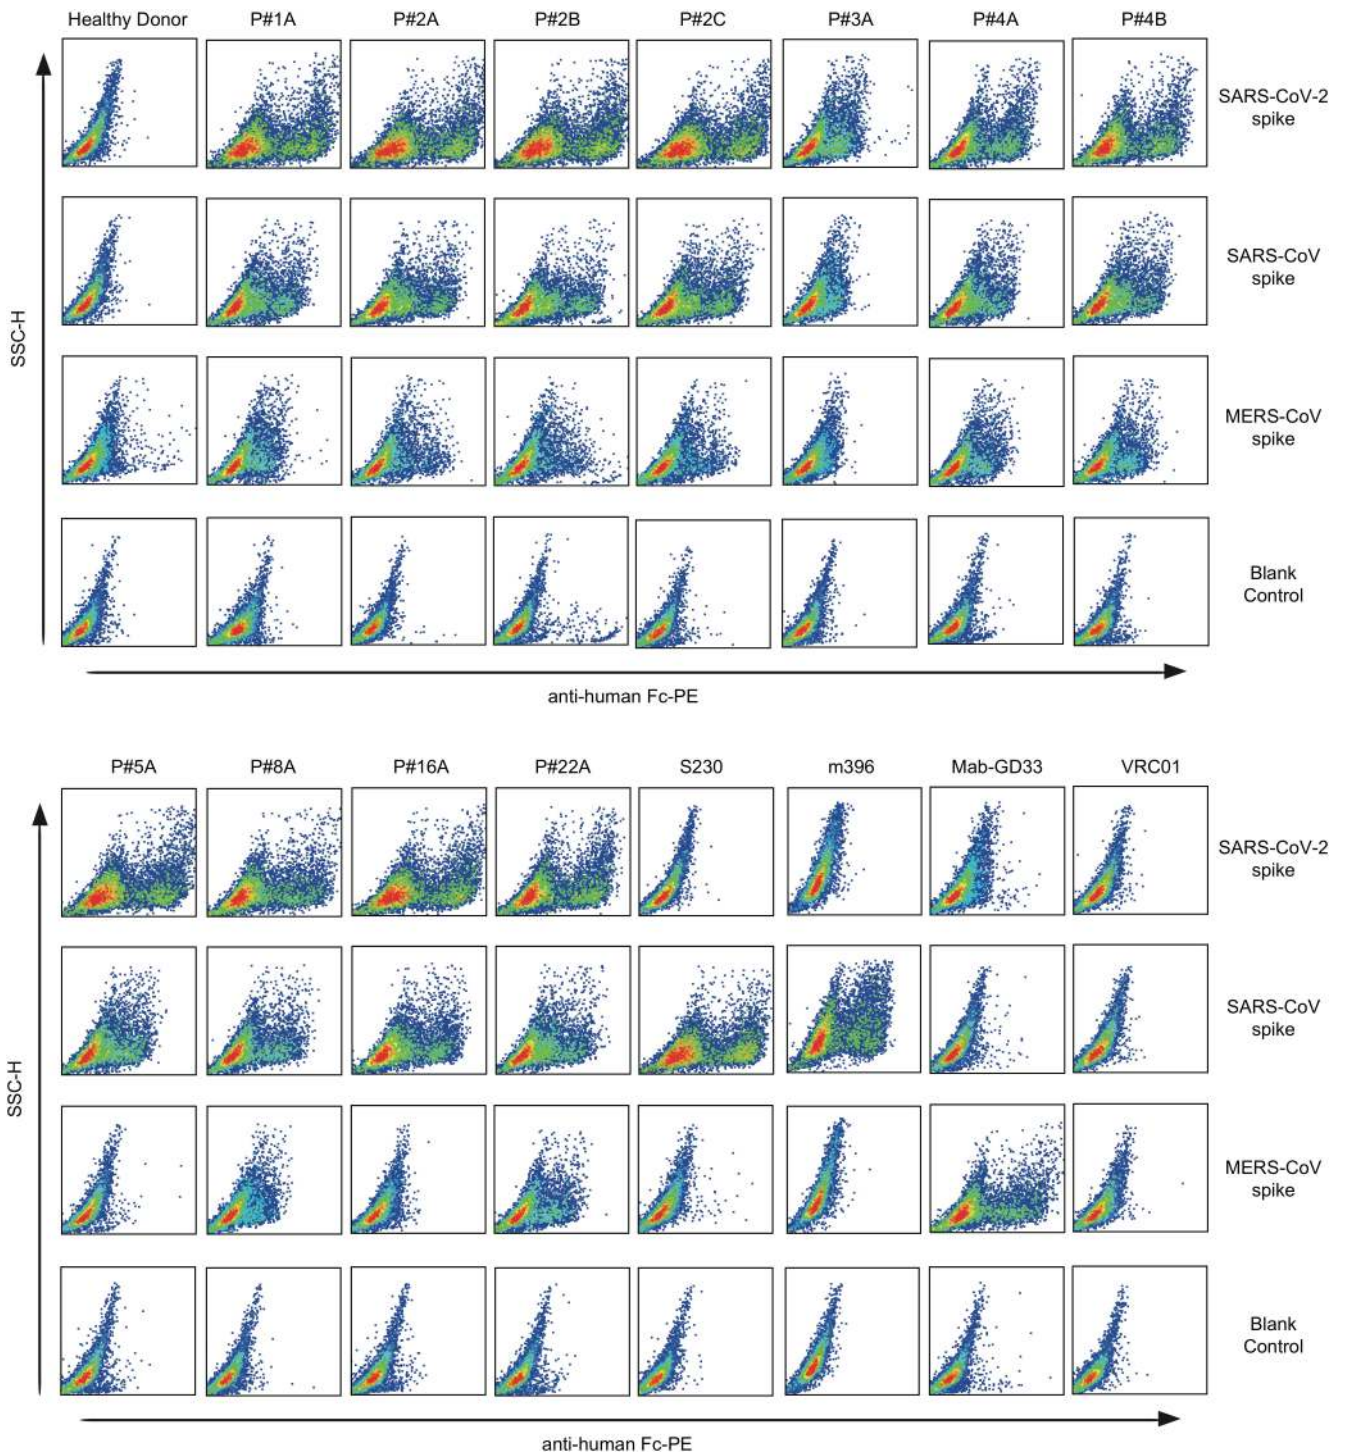 Healthy Donor P#1A P#2A P#2B P#2C P#3A P#4A P#4B
SARS-CoV-2
spike
SARS-CoV
spike
SSC-H
MERS-CoV
spike
Blank
Control
anti-human Fc-PE
P#5A P#8A P#16A P#22A S230 m396 Mab-GD33 VRC01
SARS-CoV-2
spike
SARS-CoV
spike
SSC-H
MERS-CoV
spike
Blank
Control
anti-human Fc-PE